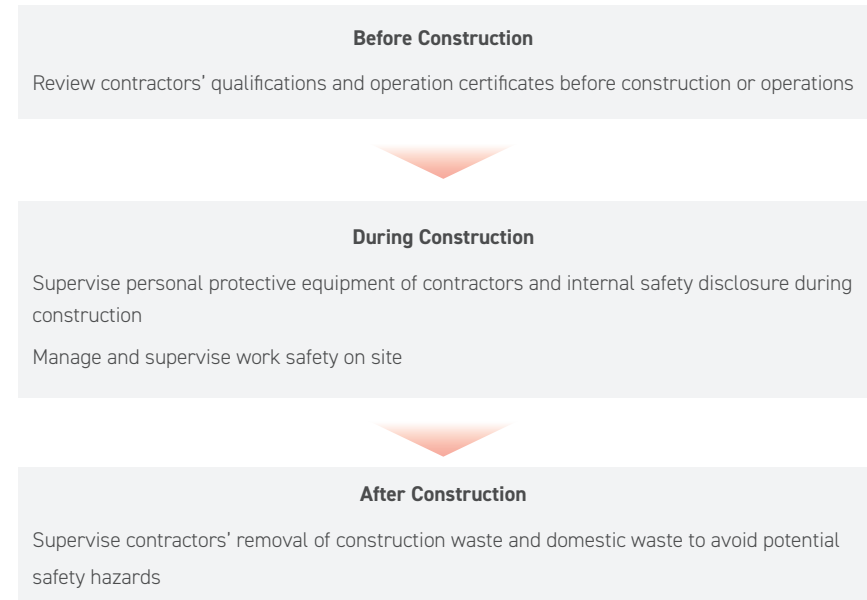 Before Construction
Review contractors’ qualifications and operation certificates before construction or operations
During Construction
Supervise personal protective equipment of contractors and internal safety disclosure during
construction
Manage and supervise work safety on site
After Construction
Supervise contractors’ removal of construction waste and domestic waste to avoid potential
safety hazards